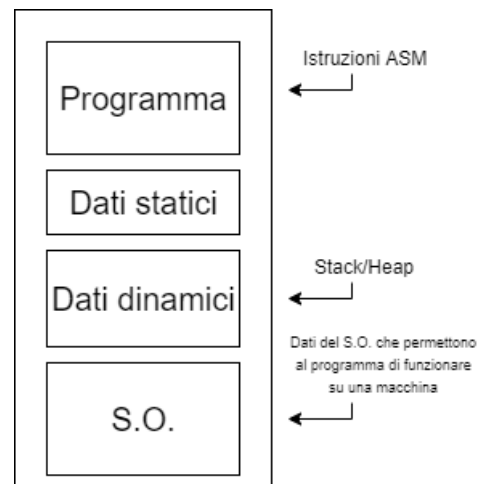 Programma
Istruzioni ASM
Dati statici
Dati dinamici
Stack/Heap
S.O.
Dati del S.O. che permettono
al programma di funzionare
su una macchina